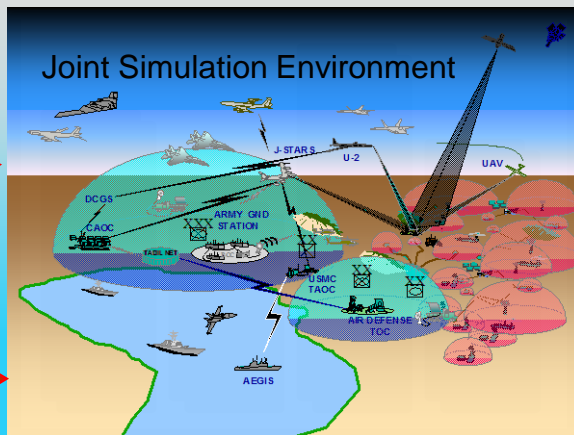 Joint Simulation Environment
J-STARS
U-2
UAV
DCGS
ARMY GND
STATION
CAOC
TADIL NET
USMC
TAOC
AIR DEFENSE
TOC
AEGIS